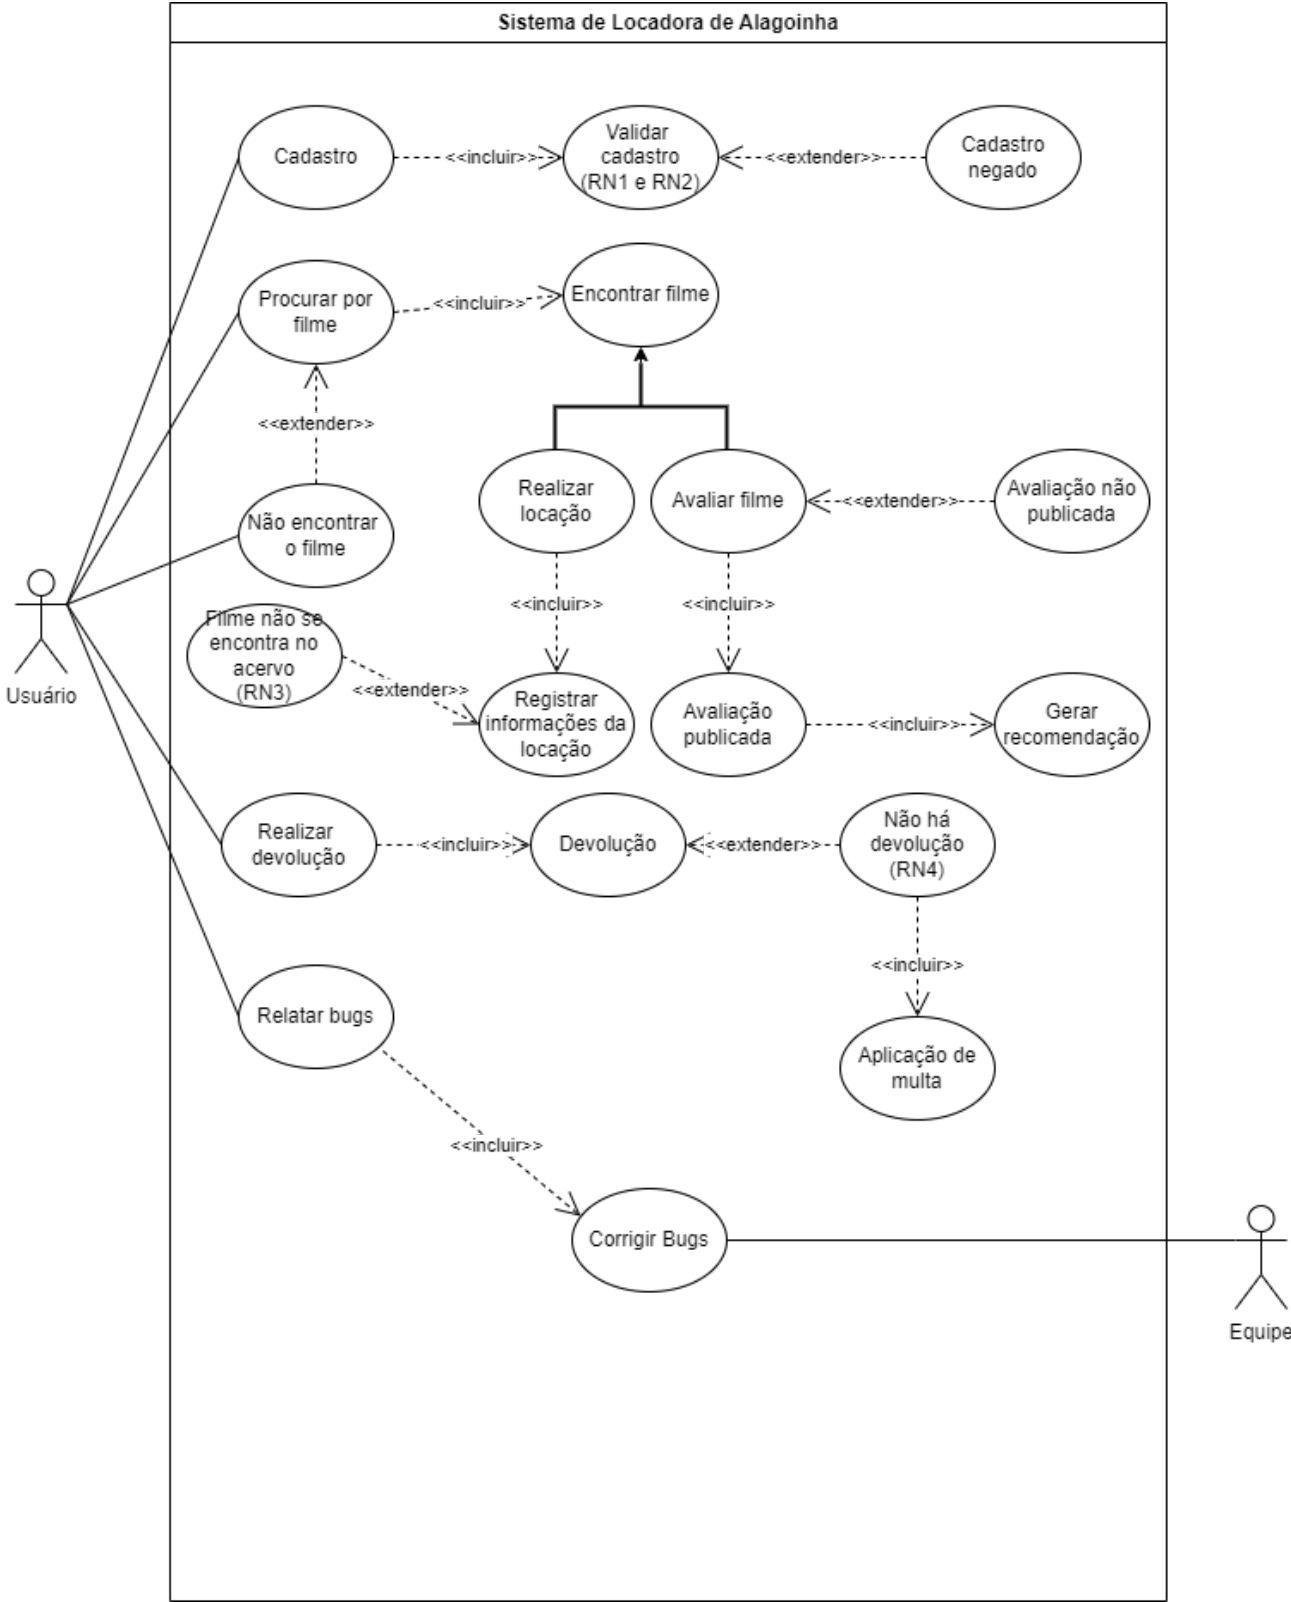 Sistema de Locadora de Alagoinha
Cadastro
<<incluir>>
Validar
cadastro
(RN1 e RN2)
<<extender>>
Cadastro
negado
Procurar por
filme
<<incluir>>
Encontrar filme
<<extender>>
Realizar
locação
Avaliar filme
<<extender>>
Avaliação não
publicada
Não encontrar
o filme
<<incluir>>
<<incluir>>
Usuário
Filme não se
encontra no
acervo
(RN3)
<<extender>>
Registrar
informações da
locação
Avaliação
publicada
<<incluir>>
Gerar
recomendação
Realizar
devolução
<<incluir>>
Devolução
<<extender>>
Não há
devolução
(RN4)
<<incluir>>
Relatar bugs
Aplicação de
multa
<<incluir>>
Corrigir Bugs
Equipe